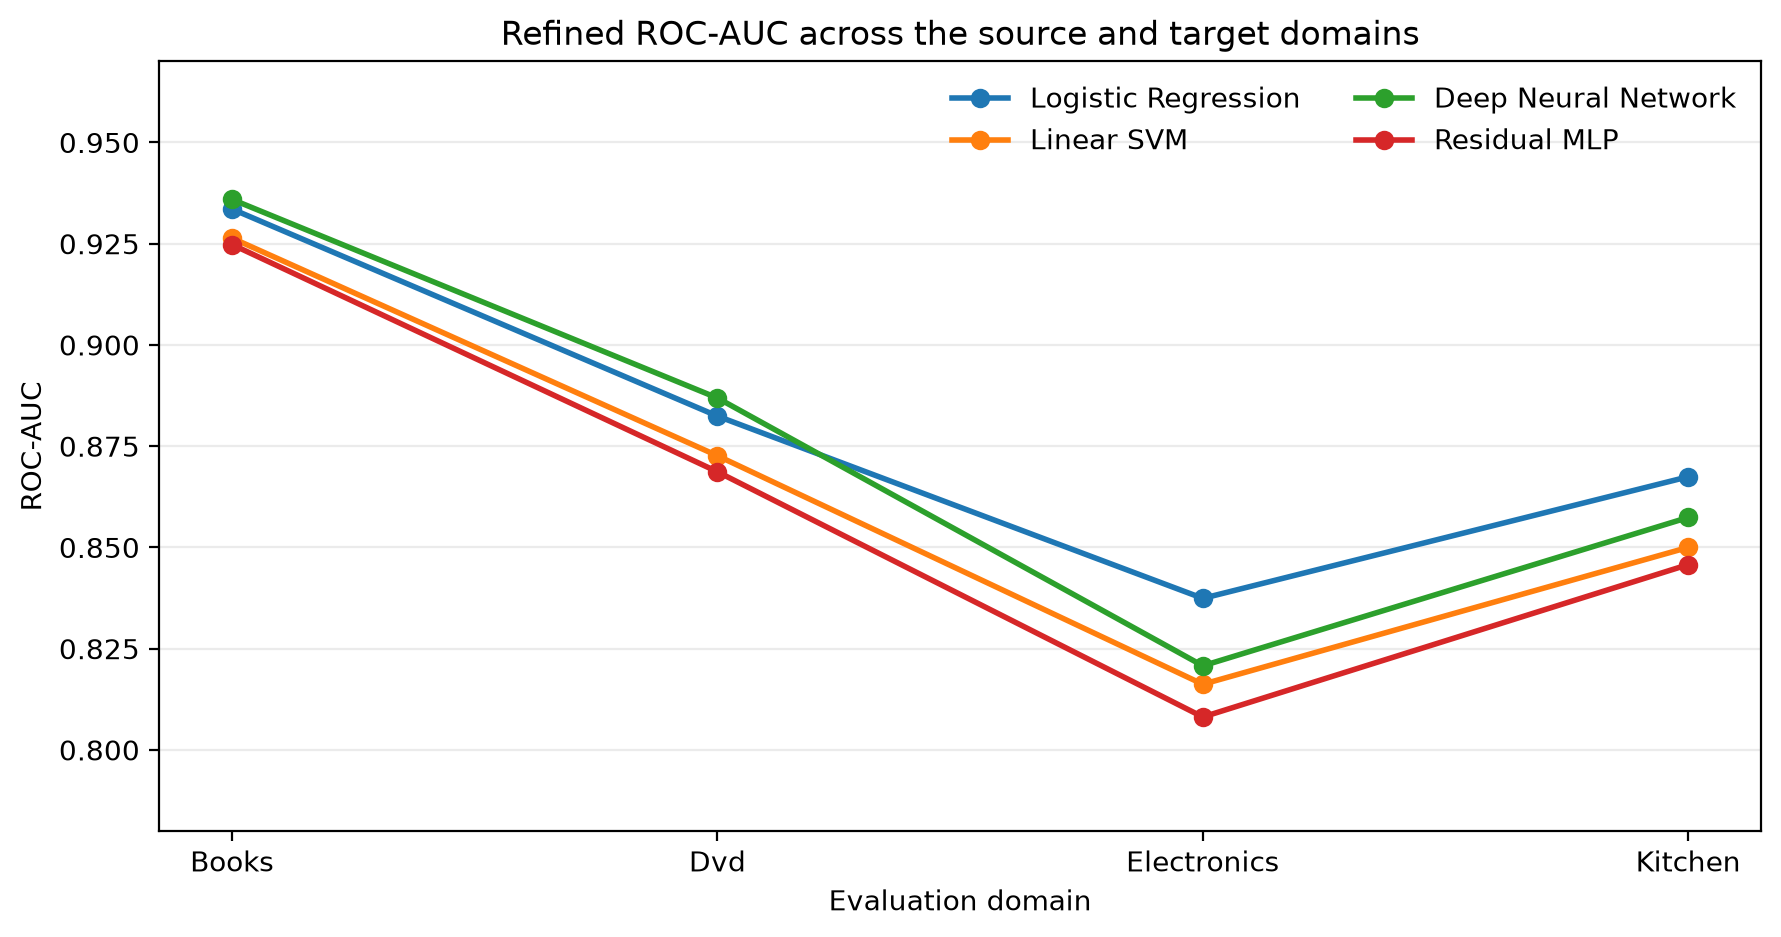 Refined ROC-AUC across the source and target domains
Logistic Regression
Linear SVM
Deep Neural Network
Residual MLP
ROC-AUC
0.950
0.925
0.900
0.875
0.850
0.825
0.800
Books
Dvd
Electronics
Kitchen
Evaluation domain